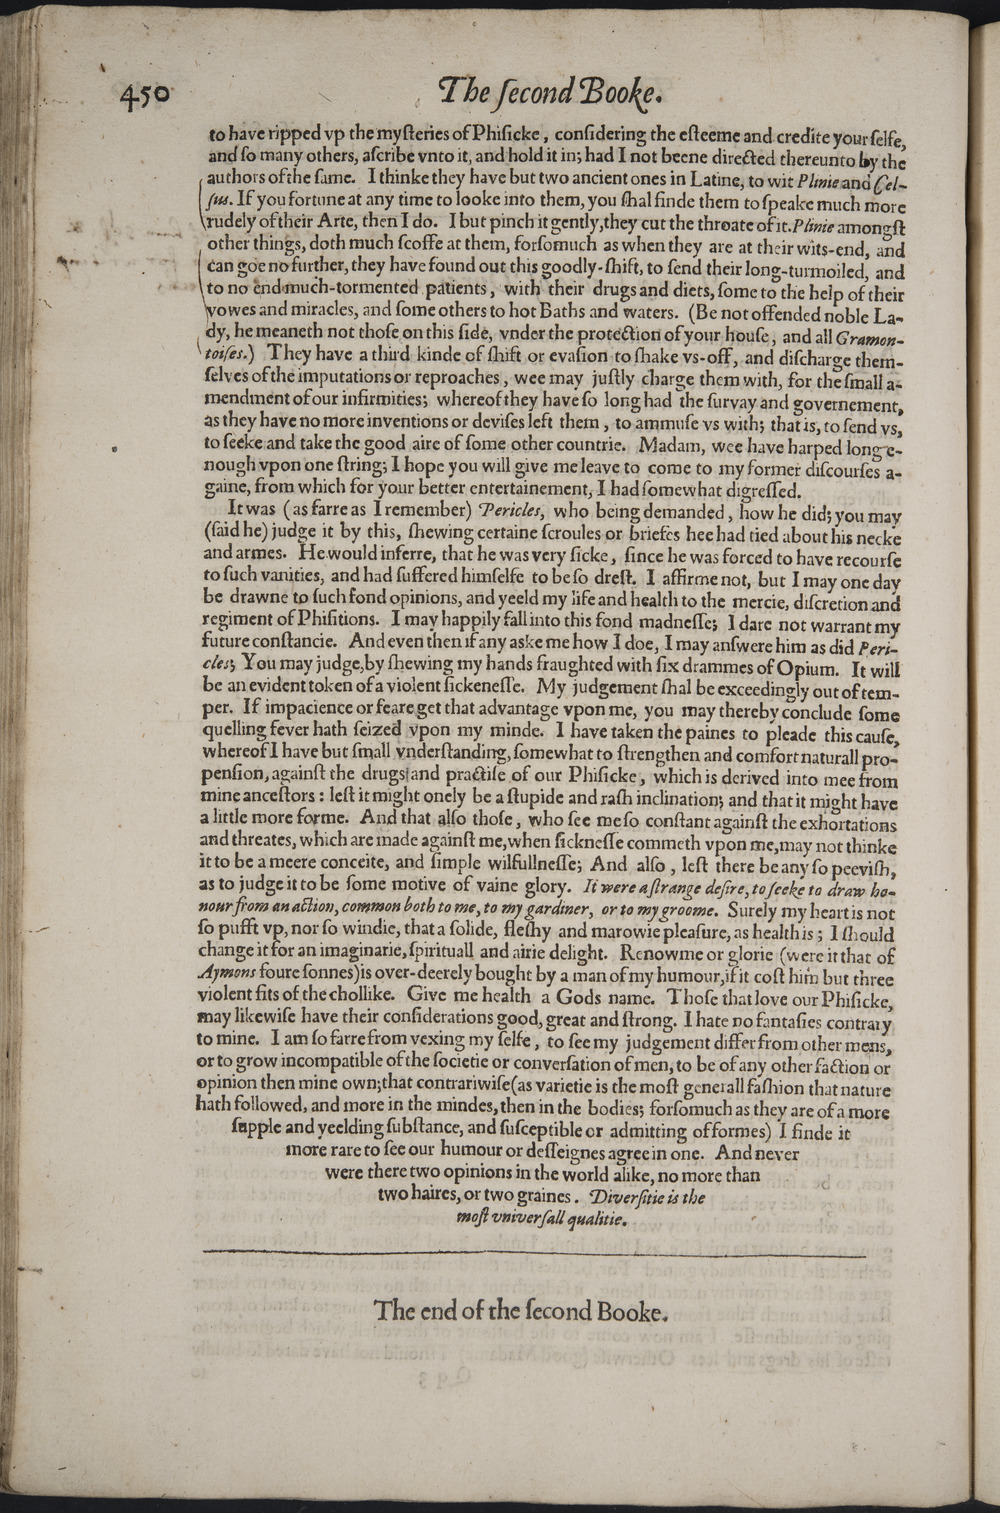 450
The ſecond Booke.
to have ripped vp the myſteries of Phiſicke, conſidering the eſteeme and credite your ſelfe,
and ſo many others, aſcribe vnto it, and hold it in; had I not beene directed thereunto by the
authors of the ſame. I thinke they have but two ancient ones in Latine, to wit Plinie and Cel-
ſus. If you fortune at any time to looke into them, you ſhal finde them to ſpeake much more
rudely of their Arte, then I do. I but pinch it gently, they cut the throate of it. Plinie amongſt
other things, doth much ſcoffe at them, forſomuch as when they are at their wits-end, and
can goe no further, they have found out this goodly-ſhift, to ſend their long-turmoiled, and
to no end much-tormented patients, with their drugs and diets, ſome to the help of their
vowes and miracles, and ſome others to hot Baths and waters. (Be not offended noble La-
dy, he meaneth not thoſe on this ſide, vnder the protection of your houſe, and all Gramon-
toiſes.) They have a third kinde of ſhift or evaſion to ſhake vs-off, and diſcharge them-
ſelves of the imputations or reproaches, wee may juſtly charge them with, for the ſmall a-
mendment of our infirmities; whereof they have ſo long had the ſurvay and governement,
as they have no more inventions or deviſes left them, to ammuſe vs with; that is, to ſend vs,
to ſeeke and take the good aire of ſome other countrie. Madam, wee have harped long e-
nough vpon one ſtring; I hope you will give me leave to come to my former diſcourſes a-
gaine, from which for your better entertainement, I had ſomewhat digreſſed.
It was (as farre as I remember) Pericles, who being demanded, how he did; you may
(ſaid he) judge it by this, ſhewing certaine ſcroules or briefes hee had tied about his necke
and armes. He would inferre, that he was very ſicke, ſince he was forced to have recourſe
to ſuch vanities, and had ſuffered himſelfe to be ſo dreſt. I affirme not, but I may one day
be drawne to ſuch fond opinions, and yeeld my life and health to the mercie, diſcretion and
regiment of Phiſitions. I may happily fall into this fond madneſſe; I dare not warrant my
future conſtancie. And even then if any aske me how I doe, I may anſwere him as did Peri-
cles; You may judge, by ſhewing my hands fraughted with ſix drammes of Opium. It will
be an evident token of a violent ſickeneſſe. My judgement ſhal be exceedingly out of tem-
per. If impacience or feare get that advantage vpon me, you may thereby conclude ſome
quelling fever hath ſeized vpon my minde. I have taken the paines to pleade this cauſe,
whereof I have but ſmall vnderſtanding, ſomewhat to ſtrengthen and comfort naturall pro-
penſion, againſt the drugs and practiſe of our Phiſicke, which is derived into mee from
mine anceſtors: leſt it might onely be a ſtupide and raſh inclination; and that it might have
a little more forme. And that alſo thoſe, who ſee me ſo conſtant againſt the exhortations
and threates, which are made againſt me, when ſickneſſe commeth vpon me, may not thinke
it to be a meere conceite, and ſimple wilfullneſſe; And alſo, leſt there be any ſo peeviſh,
as to judge it to be ſome motive of vaine glory. It were a ſtrange deſire, to ſeeke to draw ho-
nour from an action, common both to me, to my gardiner, or to my groome. Surely my heart is not
ſo pufft vp, nor ſo windie, that a ſolide, fleſhy and marowie pleaſure, as health is; I ſhould
change it for an imaginarie, ſpirituall and airie delight. Renowme or glorie (were it that of
Aymons foure ſonnes) is over-deerely bought by a man of my humour, if it coſt him but three
violent fits of the chollike. Give me health a Gods name. Thoſe that love our Phiſicke,
may likewiſe have their conſiderations good, great and ſtrong. I hate no fantaſies contrary
to mine. I am ſo farre from vexing my ſelfe, to ſee my judgement differ from other mens,
or to grow incompatible of the ſocietie or converſation of men, to be of any other faction or
opinion then mine own; that contrariwiſe (as varietie is the moſt generall faſhion that nature
hath followed, and more in the mindes, then in the bodies; forſomuch as they are of a more
ſupple and yeelding ſubſtance, and ſuſceptible or admitting of formes) I finde it
more rare to ſee our humour or deſſeignes agree in one. And never
were there two opinions in the world alike, no more than
two haires, or two graines. Diverſitie is the
moſt vniverſall qualitie.
The end of the ſecond Booke.